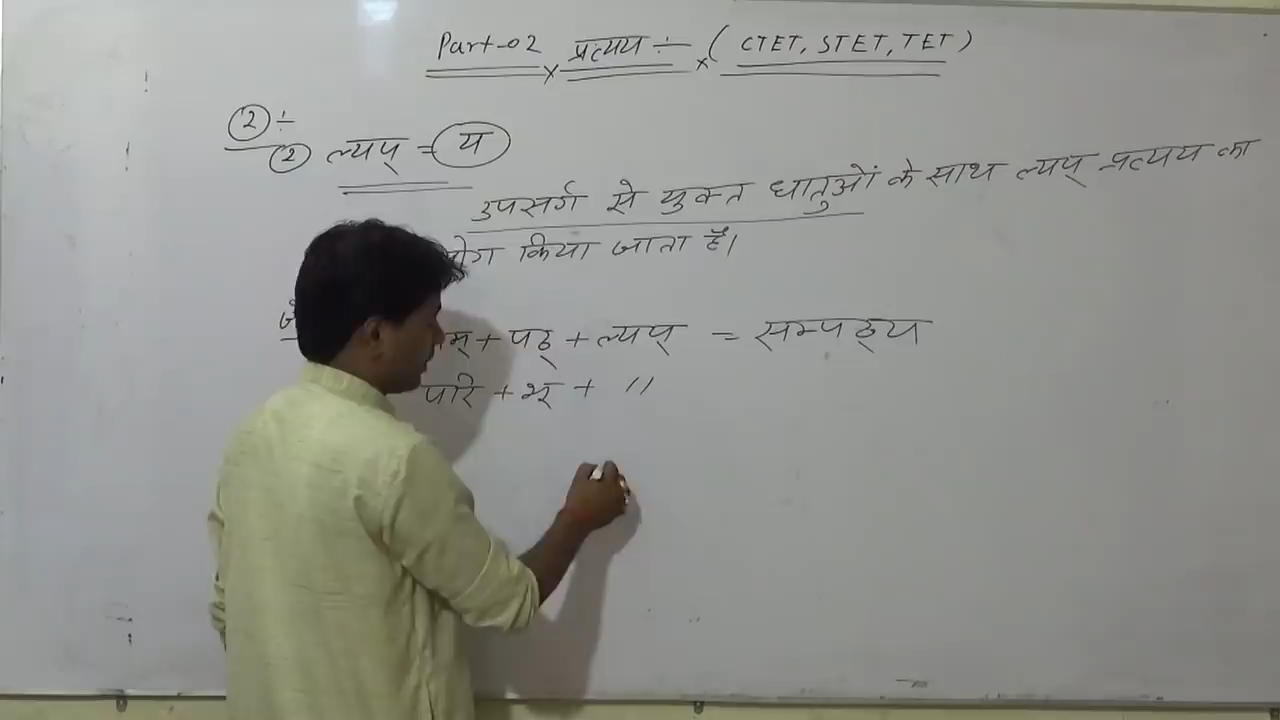 Part-02 × प्रत्यय ÷ × (CTET, STET, TET)
② ÷
② ल्यप् = य
उपसर्ग से युक्त धातुओं के साथ ल्यप् प्रत्यय का
किया जाता है।
+ पठ् + ल्यप् = सम्पठ्य
परि + भू + "